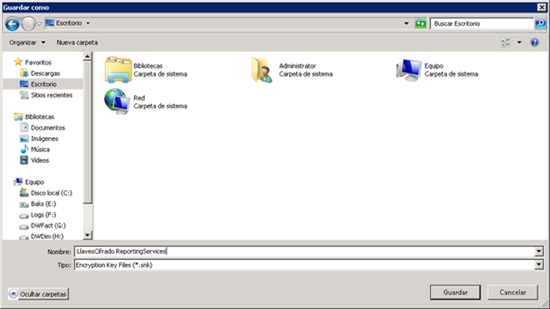 Guardar como
Escritorio
Buscar Escritorio
Organizar
Nueva carpeta
Favoritos
Descargas
Escritorio
Sitios recientes
Bibliotecas
Documentos
Imágenes
Música
Vídeos
Equipo
Disco local (C:)
Baks (E:)
Logs (F:)
DWFact (G:)
DWDim (H:)
Bibliotecas
Carpeta de sistema
Administrator
Carpeta de sistema
Equipo
Carpeta de sistema
Red
Carpeta de sistema
Nombre: LlavesCifrado ReportingServices
Tipo: Encryption Key Files (*.snk)
Ocultar carpetas
Guardar
Cancelar